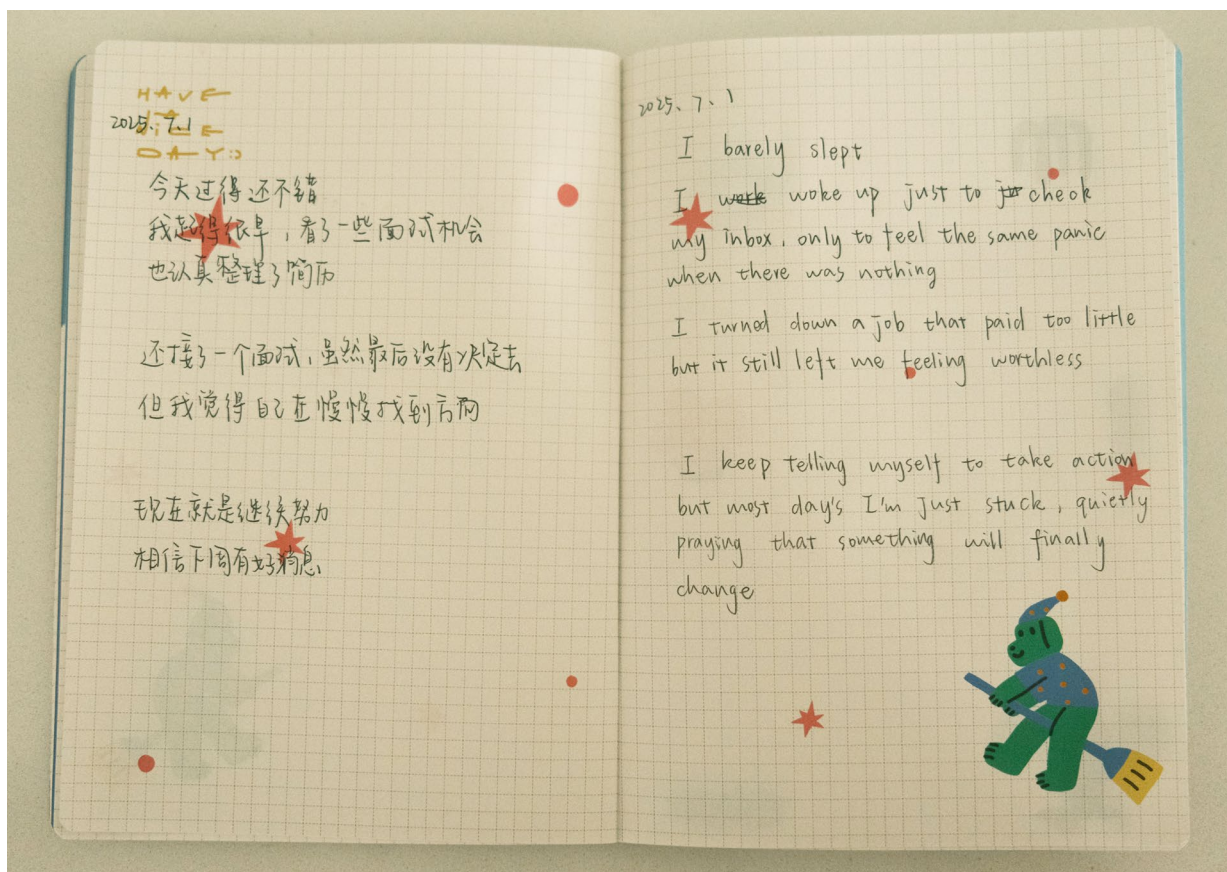 HAVE
A
NiCE
DAY:)
2025、7.1
今天过得还不错
我起得很早，看了一些面试机会
也认真整理了简历
还接了一个面试，虽然最后没有决定去
但我觉得自己在慢慢找到方向
现在就是继续努力
相信下周有好消息
2025、7、1
I barely slept
I work woke up just to jur check
my inbox, only to feel the same panic
when there was nothing
I turned down a job that paid too little
but it still left me feeling worthless
I keep telling myself to take action
but most day's I'm just stuck, quietly
praying that something will finally
change